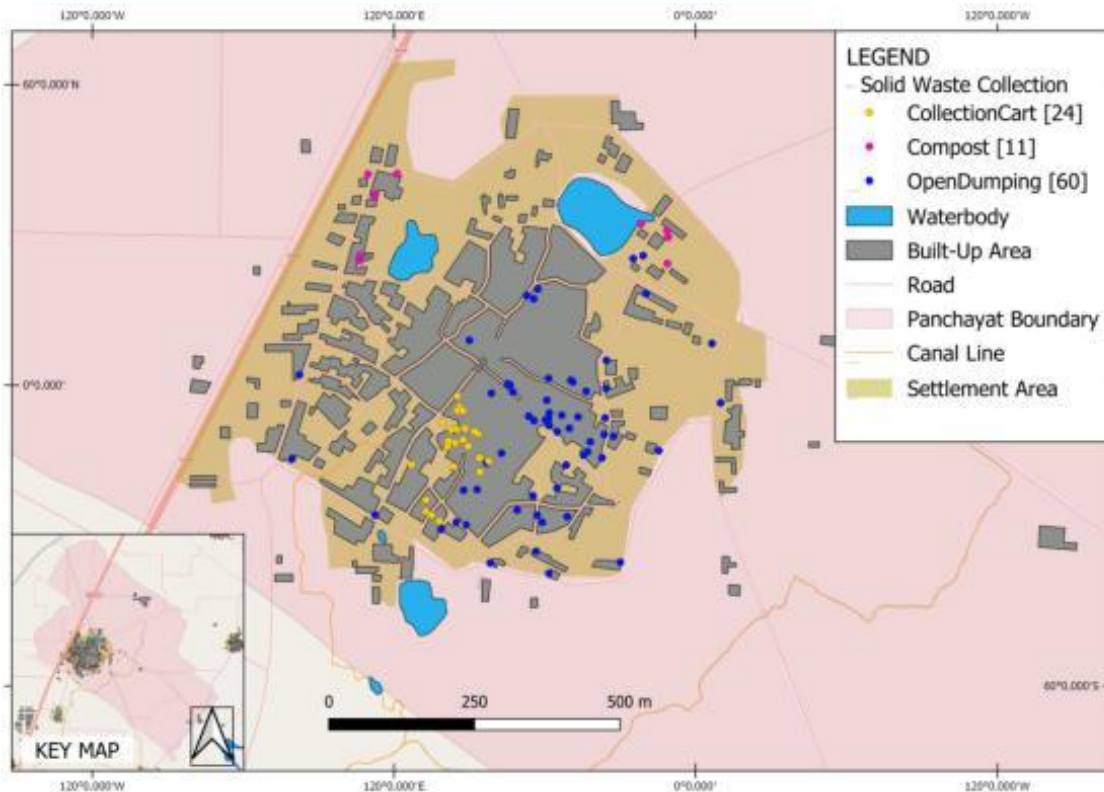 120°0.000'W 120°0.000'E 0°0.000' 120°0.000'W
60°0.000'N
LEGEND
Solid Waste Collection
CollectionCart [24]
Compost [11]
OpenDumping [60]
Waterbody
Built-Up Area
Road
Panchayat Boundary
Canal Line
Settlement Area
0°0.000'
60°0.000'S
0 250 500 m
KEY MAP
120°0.000'W 120°0.000'E 0°0.000' 120°0.000'W